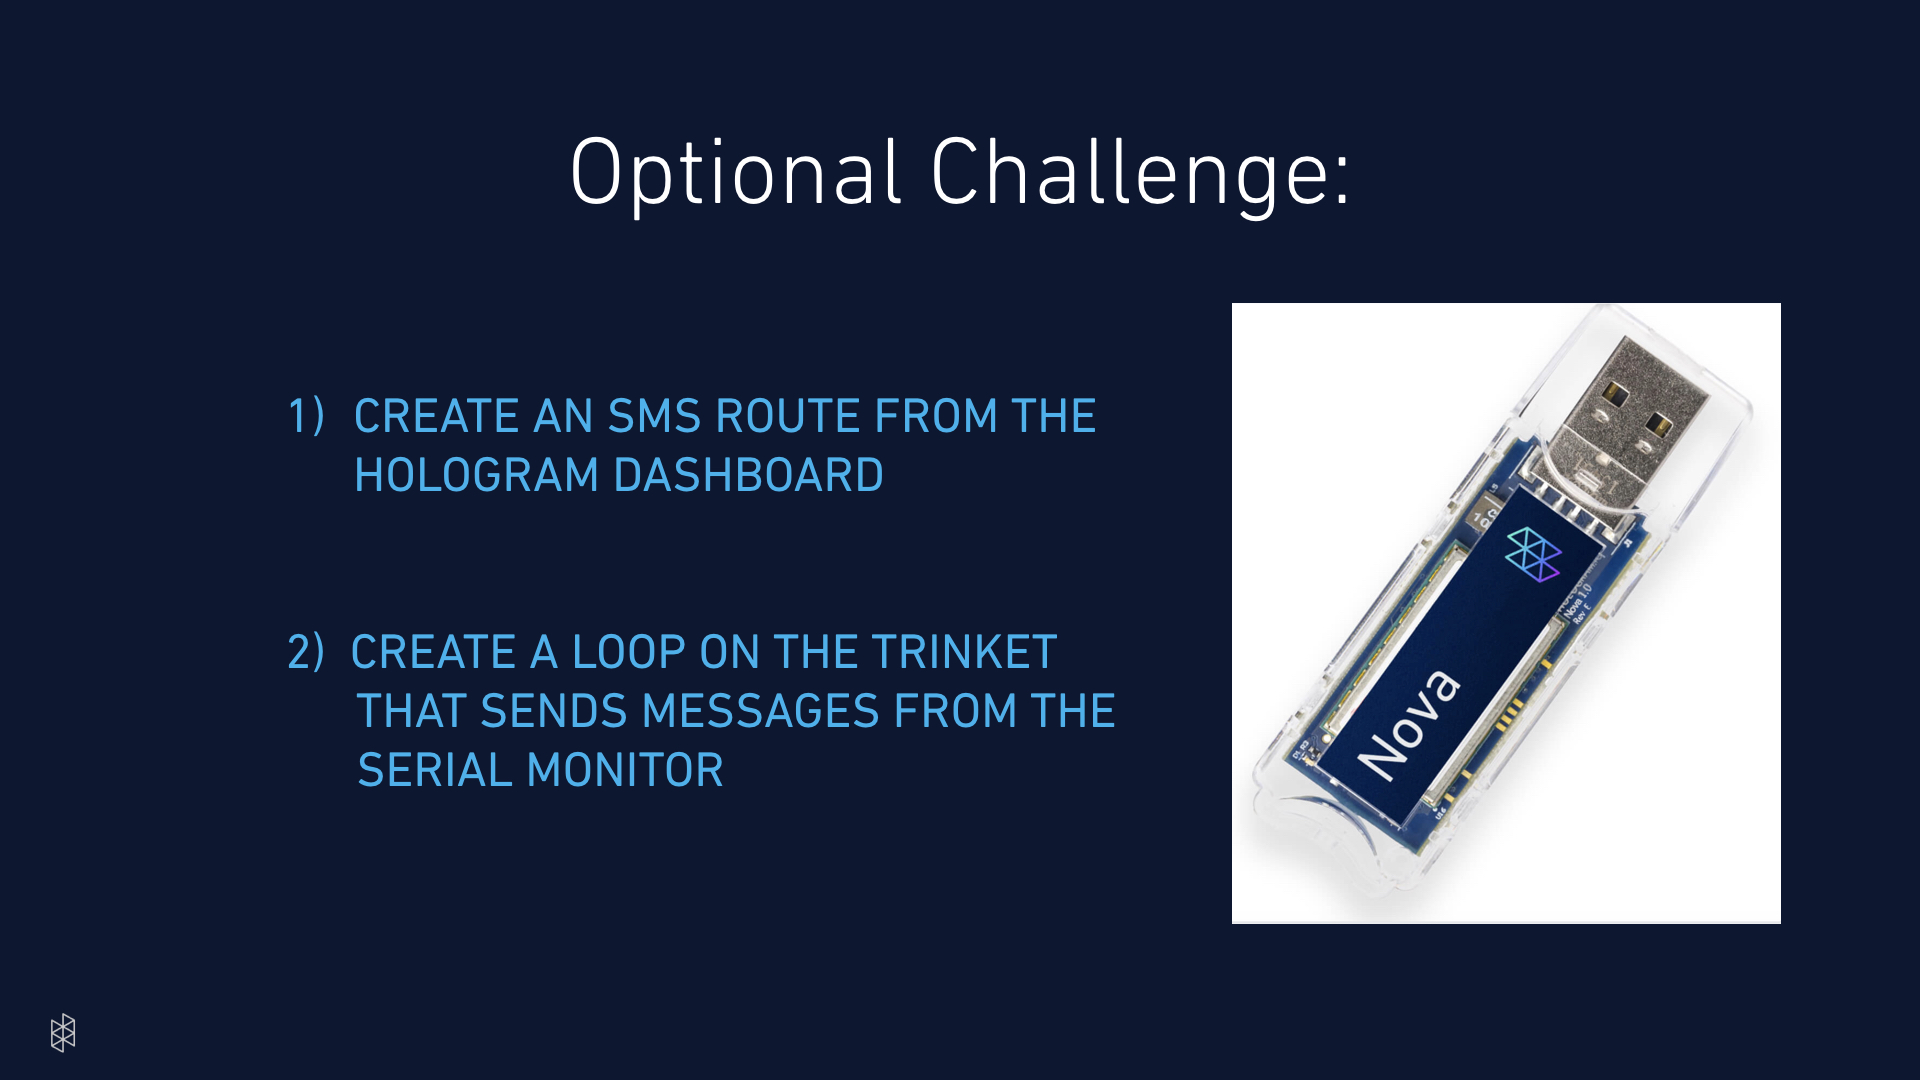 Optional Challenge:
1) CREATE AN SMS ROUTE FROM THE
HOLOGRAM DASHBOARD
2) CREATE A LOOP ON THE TRINKET
THAT SENDS MESSAGES FROM THE
SERIAL MONITOR
Nova 1.0
Rev E
Nova